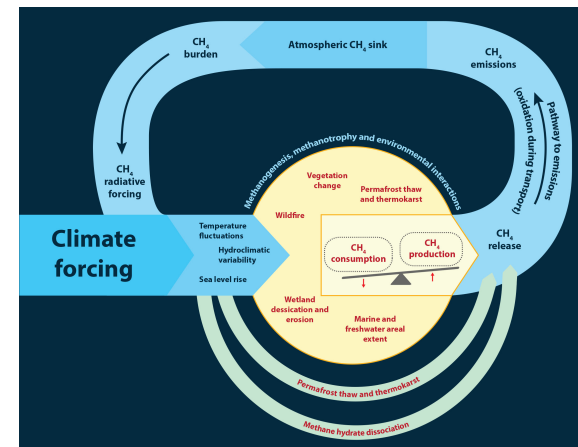 CH4
burden
Atmospheric CH4 sink
CH4
emissions
Pathway to emissions
(oxidation during transport)
CH4
radiative
forcing
Methanogenesis, methanotrophy and environmental interactions
Vegetation
change
Permafrost thaw
and thermokarst
Wildfire
Climate
forcing
Temperature
fluctuations
Hydroclimatic
variability
Sea level rise
CH4
consumption
CH4
production
CH4
release
Wetland
dessication and
erosion
Marine and
freshwater areal
extent
Permafrost thaw and thermokarst
Methane hydrate dissociation